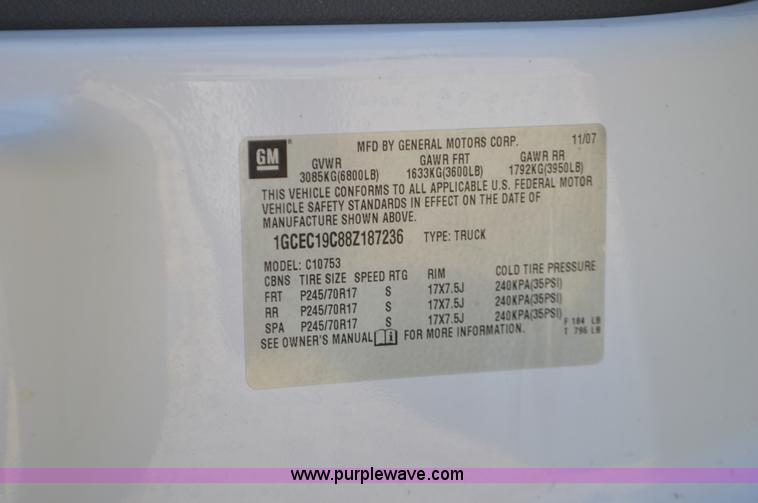 GM
MFD BY GENERAL MOTORS CORP. 11/07
GVWR GAWR FRT GAWR RR
3085KG(6800LB) 1633KG(3600LB) 1792KG(3950LB)
THIS VEHICLE CONFORMS TO ALL APPLICABLE U.S. FEDERAL MOTOR
VEHICLE SAFETY STANDARDS IN EFFECT ON THE DATE OF
MANUFACTURE SHOWN ABOVE.
1GCEC19C88Z187236 TYPE: TRUCK
MODEL: C10753
CBNS TIRE SIZE SPEED RTG RIM COLD TIRE PRESSURE
FRT P245/70R17 S 17X7.5J 240KPA(35PSI)
RR P245/70R17 S 17X7.5J 240KPA(35PSI)
SPA P245/70R17 S 17X7.5J 240KPA(35PSI)
SEE OWNER'S MANUAL FOR MORE INFORMATION.
F 184 LB
T 796 LB
www.purplewave.com